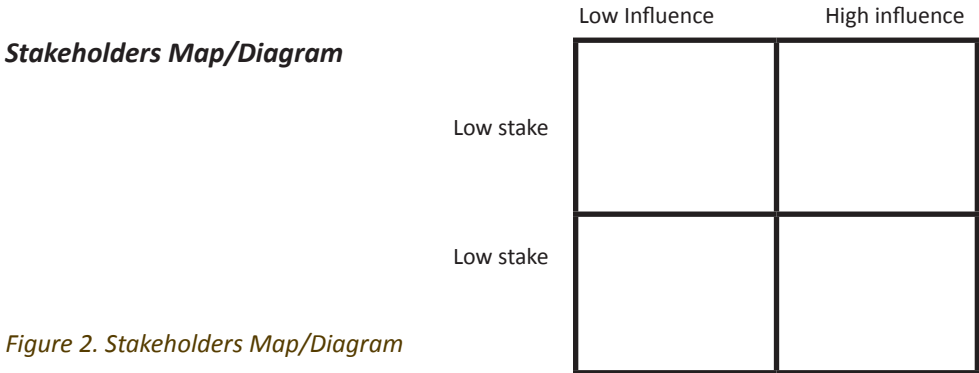 Low Influence High influence
Stakeholders Map/Diagram
Low stake
Low stake
Figure 2. Stakeholders Map/Diagram